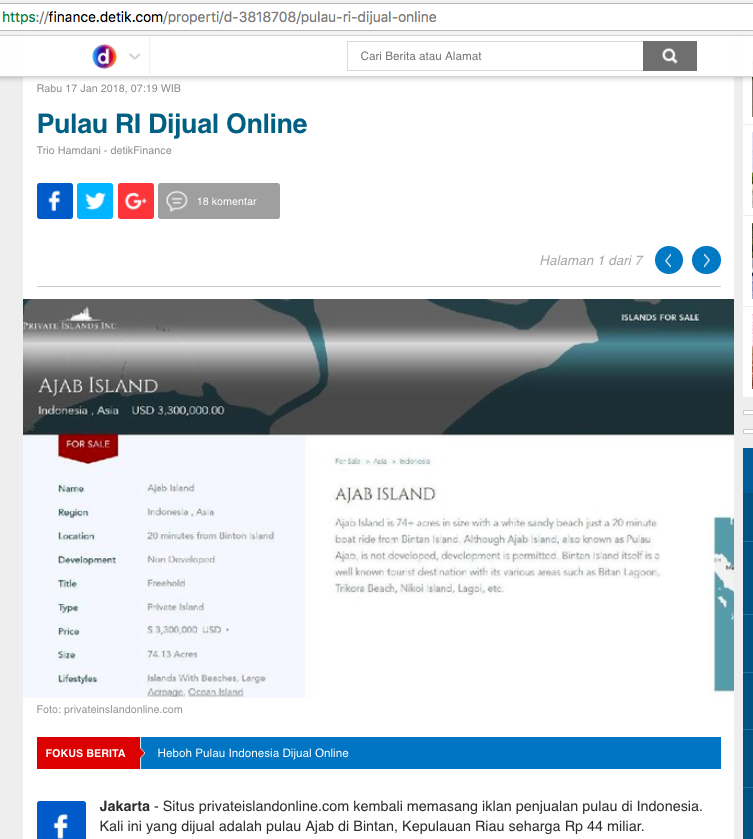 https://finance.detik.com/properti/d-3818708/pulau-ri-dijual-online
d
Cari Berita atau Alamat
Rabu 17 Jan 2018, 07:19 WIB
Pulau RI Dijual Online
Trio Hamdani - detikFinance
18 komentar
Halaman 1 dari 7
PRIVATE ISLANDS INC.
ISLANDS FOR SALE
AJAB ISLAND
Indonesia , Asia USD 3,300,000.00
FOR SALE
Name Ajab Island
Region Indonesia , Asia
Location 20 minutes from Binton Island
Development Non Developed
Title Freehold
Type Private Island
Price $ 3,300,000 USD
Size 74.13 Acres
Lifestyles Islands With Beaches, Large
Acroage, Ocean Island
For Sale > Asia > Indonesia
AJAB ISLAND
Ajab Island is 74+ acres in size with a white sandy beach just a 20 minute
boat ride from Bintan Island. Although Ajab Island, also known as Pulau
Ajab, is not developed, development is permitted. Bintan Island itself is a
well known tourist destination with its various areas such as Bitan Lagoon,
Trikora Beach, Nikoi Island, Lagoi, etc.
Foto: privateinslandonline.com
FOKUS BERITA Heboh Pulau Indonesia Dijual Online
Jakarta - Situs privateislandonline.com kembali memasang iklan penjualan pulau di Indonesia.
Kali ini yang dijual adalah pulau Ajab di Bintan, Kepulauan Riau seharga Rp 44 miliar.